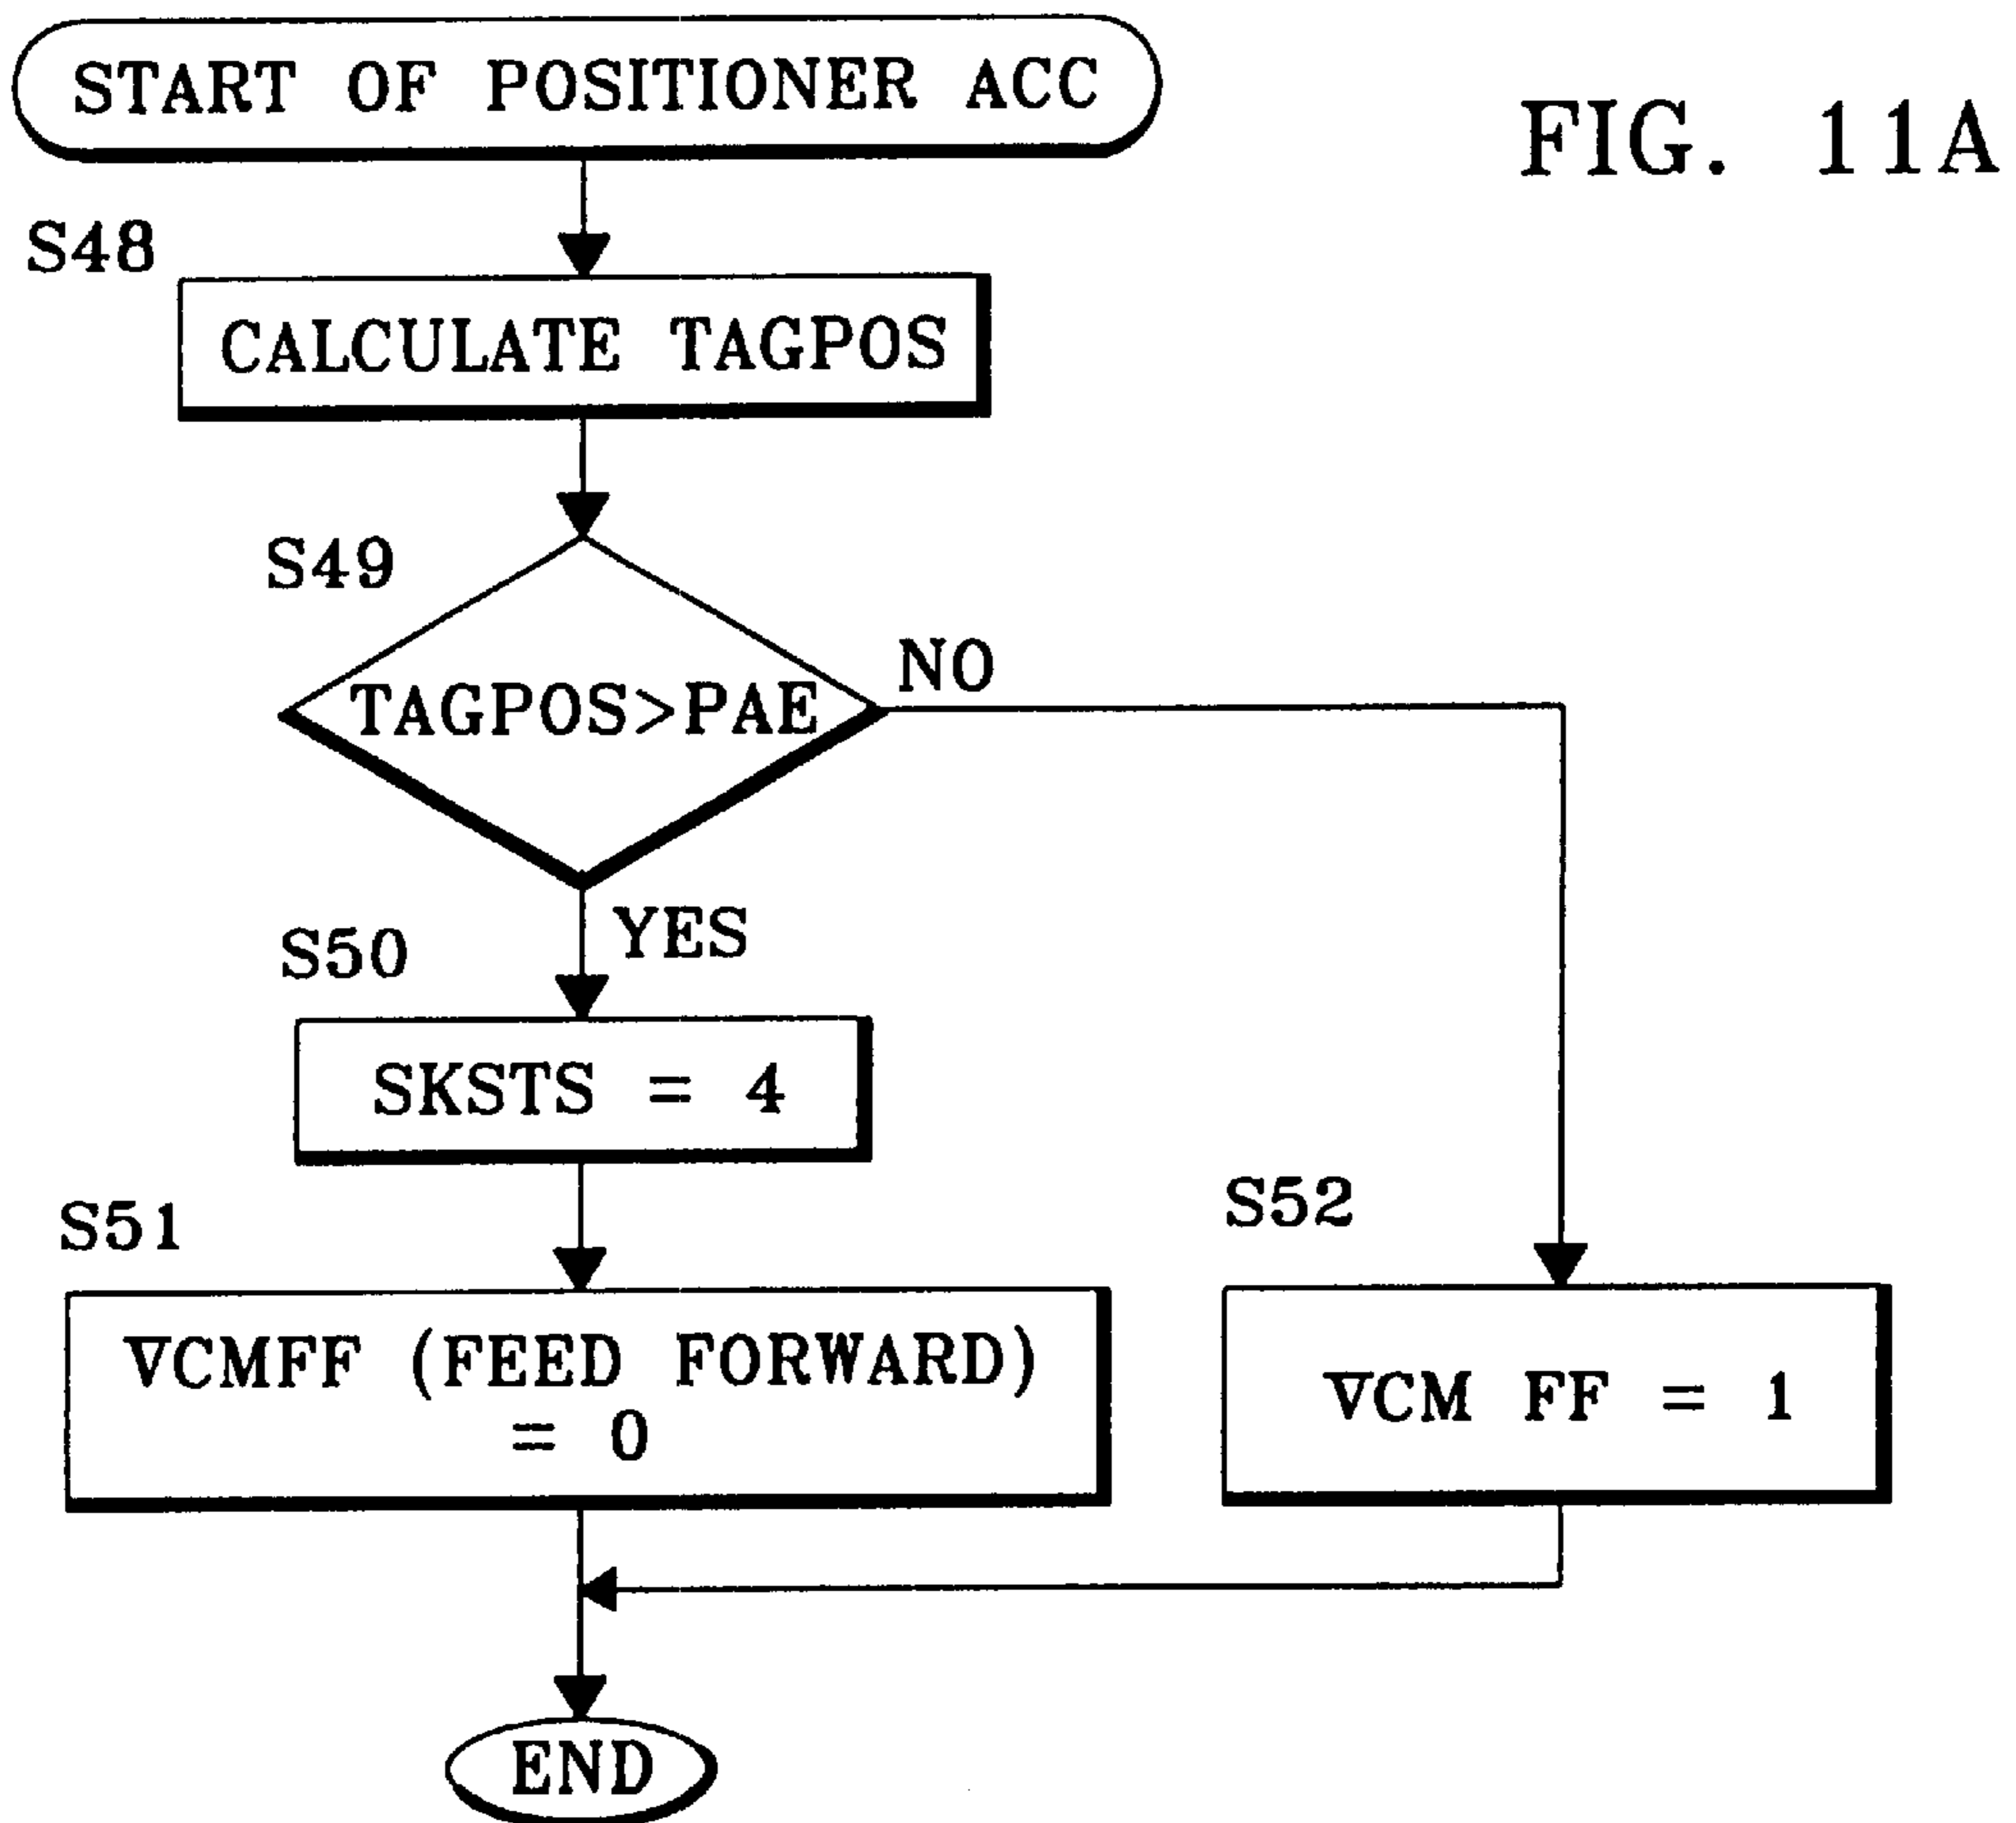 START OF POSITIONER ACC
FIG. 11A
S48
CALCULATE TAGPOS
S49
TAGPOS>PAE
NO
YES
S50
SKSTS = 4
S51
VCMFF (FEED FORWARD)
= 0
S52
VCM FF = 1
END